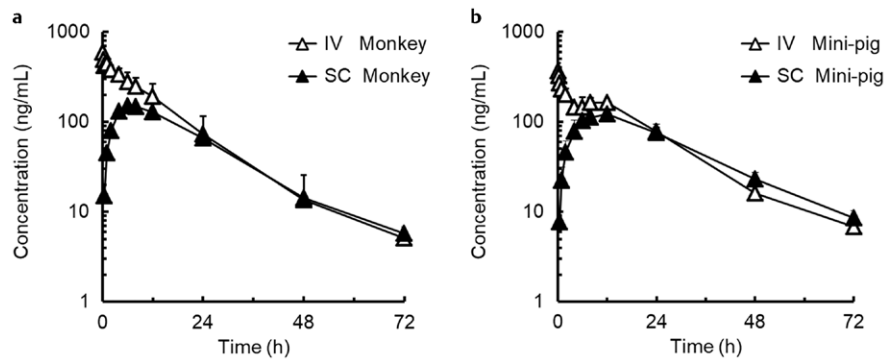 a
1000
100
10
1
Concentration (ng/mL)
IV Monkey
SC Monkey
0 24 48 72
Time (h)
b
1000
100
10
1
Concentration (ng/mL)
IV Mini-pig
SC Mini-pig
0 24 48 72
Time (h)